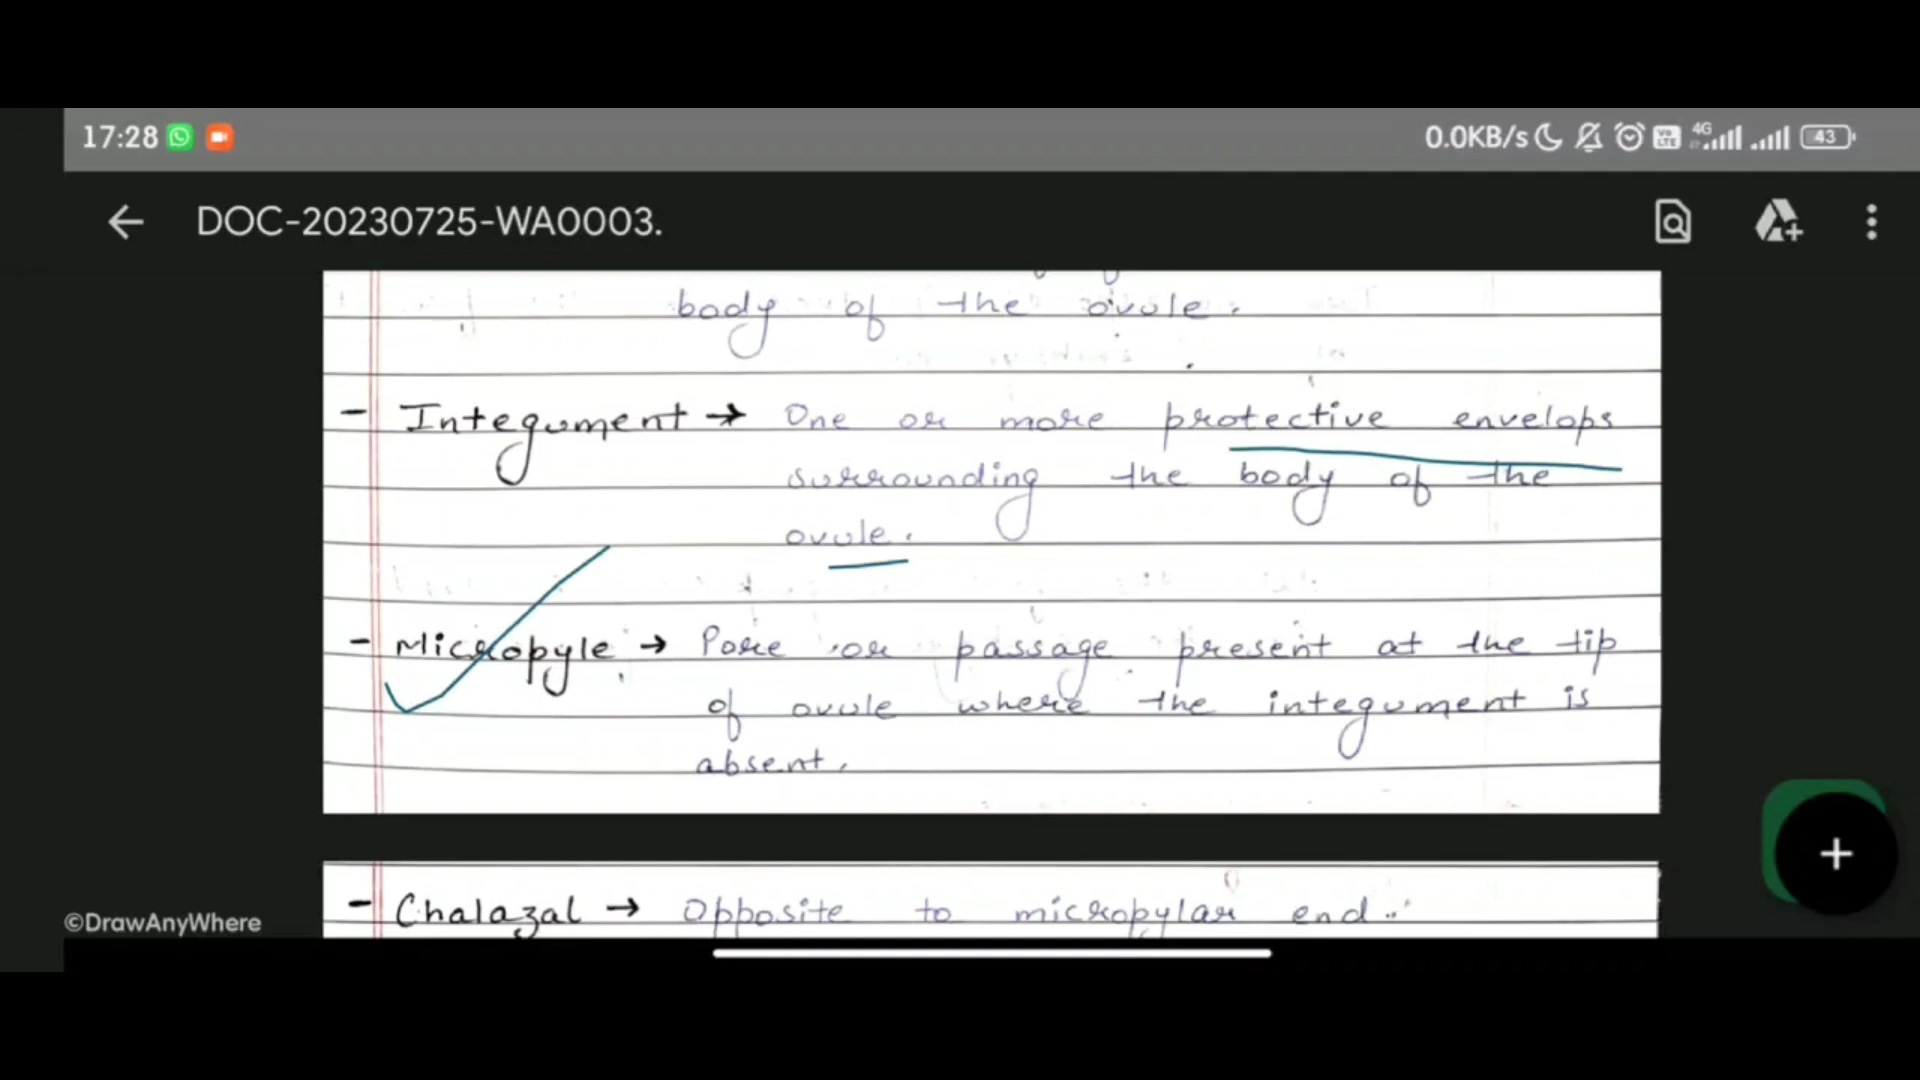 17:28
0.0KB/s 4G 43
DOC-20230725-WA0003.
body of the ovule.
- Integument → One or more protective envelops
surrounding the body of the
ovule.
- Micropyle → Pore or passage present at the tip
of ovule where the integument is
absent.
- Chalazal → Opposite to micropylar end.
©DrawAnyWhere